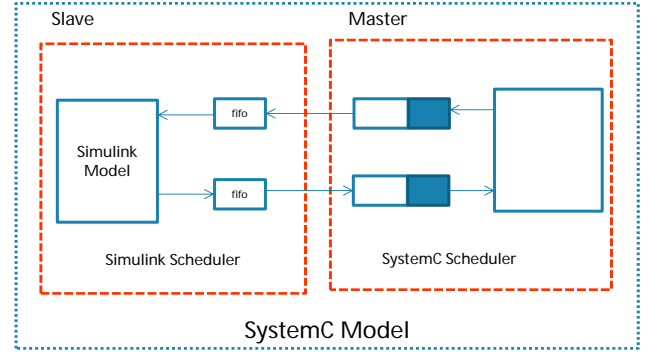 Slave
Master
fifo
Simulink
Model
fifo
Simulink Scheduler
SystemC Scheduler
SystemC Model